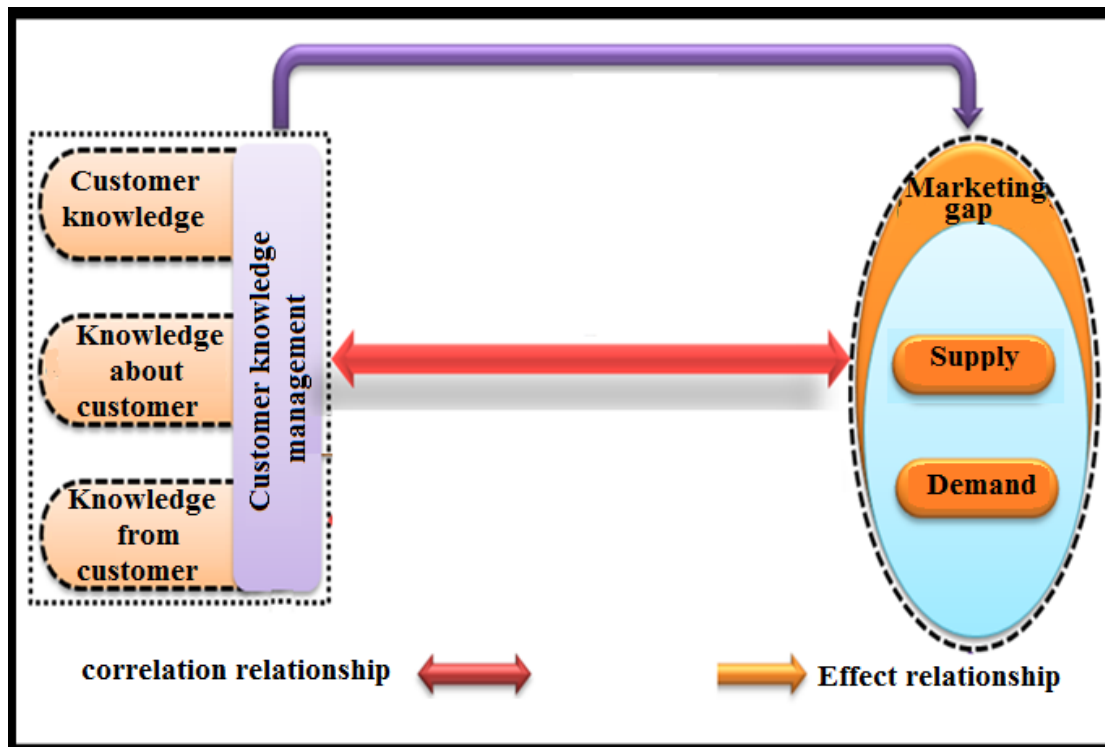 Customer
knowledge
Knowledge
about
customer
Knowledge
from
customer
Customer knowledge
management
Marketing
gap
Supply
Demand
correlation relationship
Effect relationship